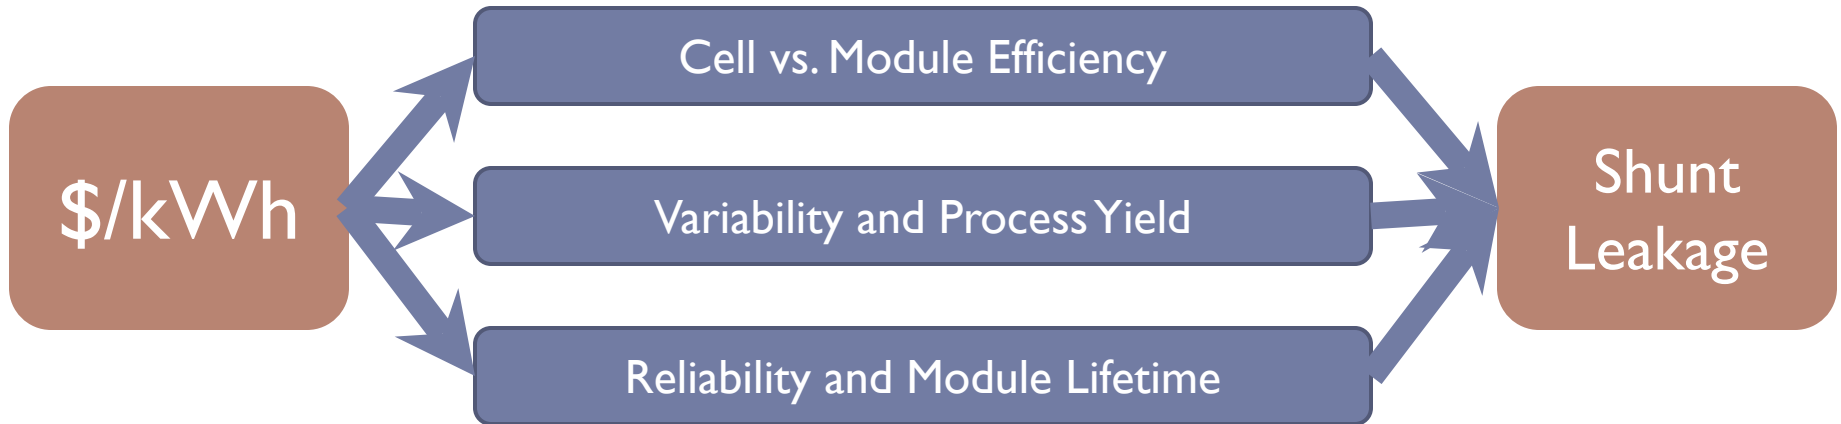 $/kWh
Cell vs. Module Efficiency
Variability and Process Yield
Reliability and Module Lifetime
Shunt
Leakage